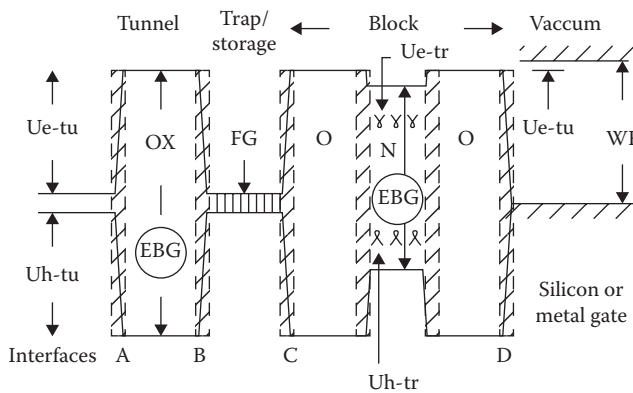 Tunnel
Trap/
storage
Block
Vaccum
Ue-tr
Ue-tu
OX
FG
O
N
O
Ue-tu
EBG
EBG
Uh-tu
Silicon or
metal gate
Interfaces
A
B
C
D
Uh-tr